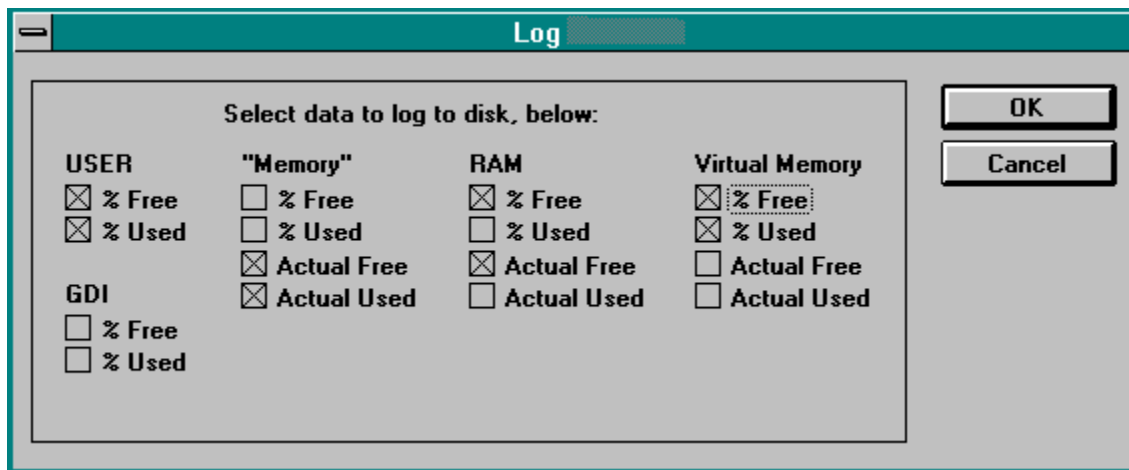 Log
Select data to log to disk, below:
USER
% Free
% Used
GDI
% Free
% Used
"Memory"
% Free
% Used
Actual Free
Actual Used
RAM
% Free
% Used
Actual Free
Actual Used
Virtual Memory
% Free
% Used
Actual Free
Actual Used
OK
Cancel